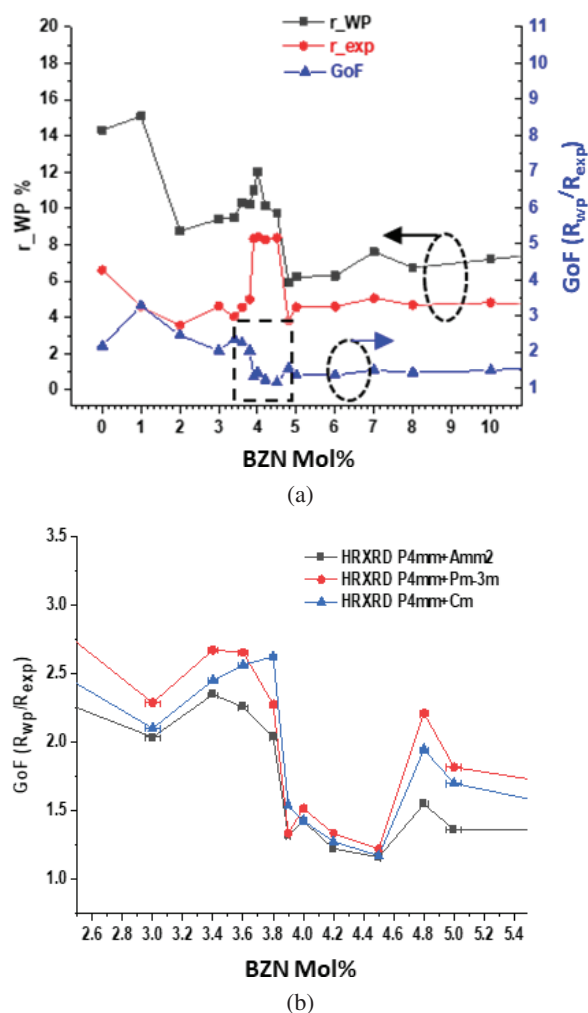 r_WP
r_exp
GoF
20
18
16
14
12
10
8
6
4
2
0
r_WP %
11
10
9
8
7
6
5
4
3
2
1
GoF (R_wp/R_exp)
0 1 2 3 4 5 6 7 8 9 10
BZN Mol%
(a)
HRXRD P4mm+Amm2
HRXRD P4mm+Pm-3m
HRXRD P4mm+Cm
3.5
3.0
2.5
2.0
1.5
1.0
GoF (R_wp/R_exp)
2.6 2.8 3.0 3.2 3.4 3.6 3.8 4.0 4.2 4.4 4.6 4.8 5.0 5.2 5.4
BZN Mol%
(b)